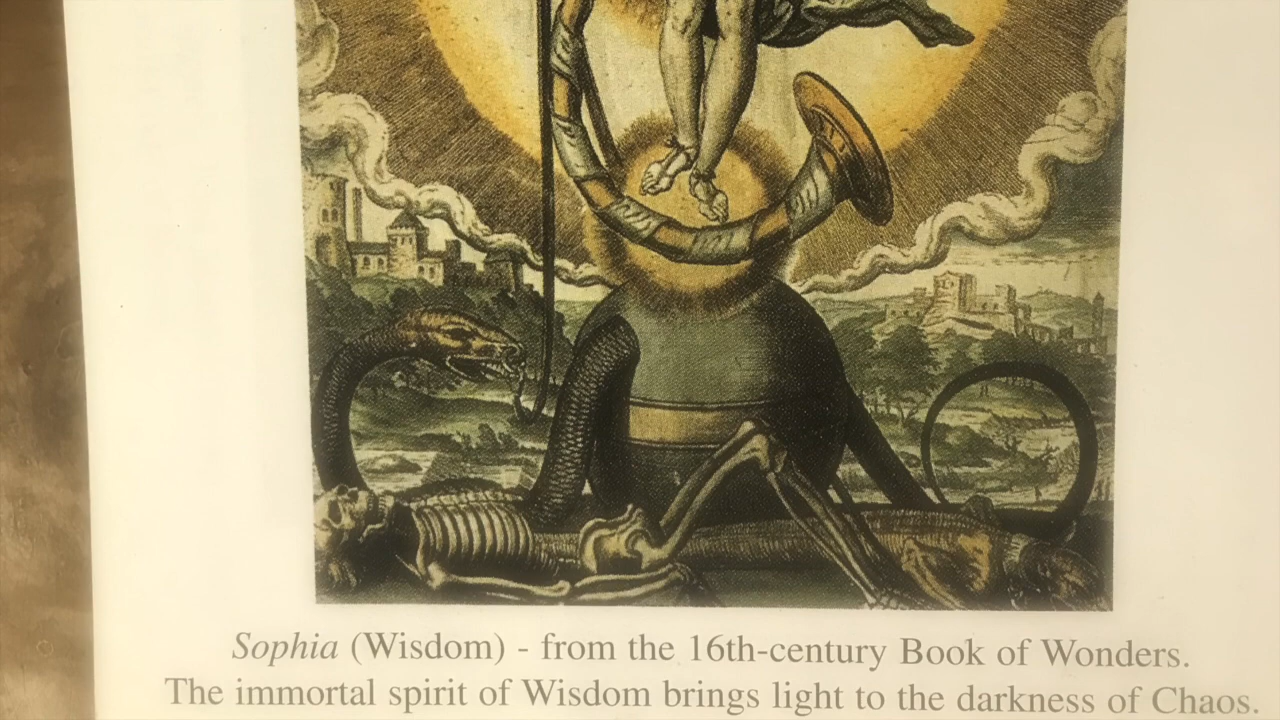 Sophia (Wisdom) - from the 16th-century Book of Wonders.
The immortal spirit of Wisdom brings light to the darkness of Chaos.